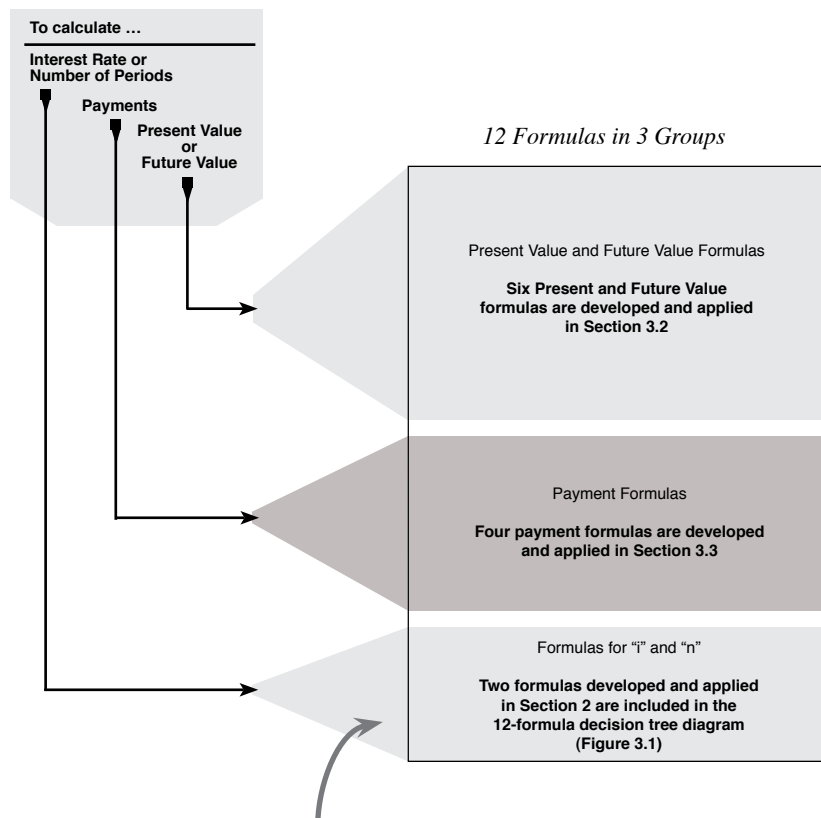 To calculate …
Interest Rate or
Number of Periods
Payments
Present Value
or
Future Value
12 Formulas in 3 Groups
Present Value and Future Value Formulas
Six Present and Future Value
formulas are developed and applied
in Section 3.2
Payment Formulas
Four payment formulas are developed
and applied in Section 3.3
Formulas for “i” and “n”
Two formulas developed and applied
in Section 2 are included in the
12-formula decision tree diagram
(Figure 3.1)